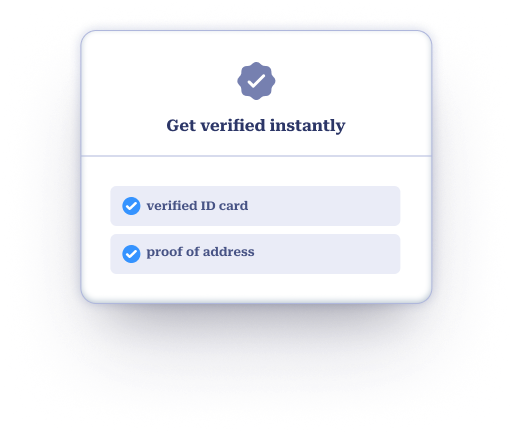 Get verified instantly
verified ID card
proof of address